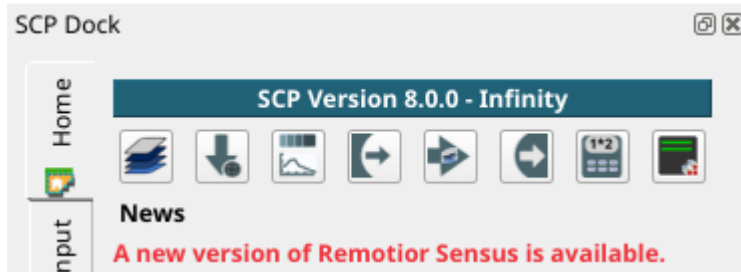 SCP Dock
Home
SCP Version 8.0.0 - Infinity
1*2
News
A new version of Remotior Sensus is available.